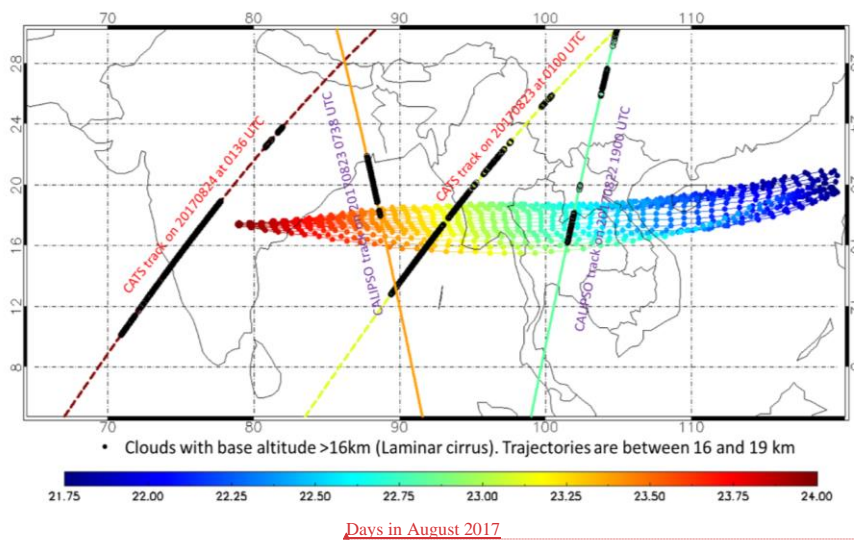 70 80 90 100 110
28
24
20
16
12
8
CATS track on 20170824 at 0136 UTC
CALIPSO track on 20170823 0738 UTC
CATS track on 20170823 at 0100 UTC
CALIPSO track on 20170822 1900 UTC
70 80 90 100 110
• Clouds with base altitude >16km (Laminar cirrus). Trajectories are between 16 and 19 km
21.75 22.00 22.25 22.50 22.75 23.00 23.25 23.50 23.75 24.00
Days in August 2017